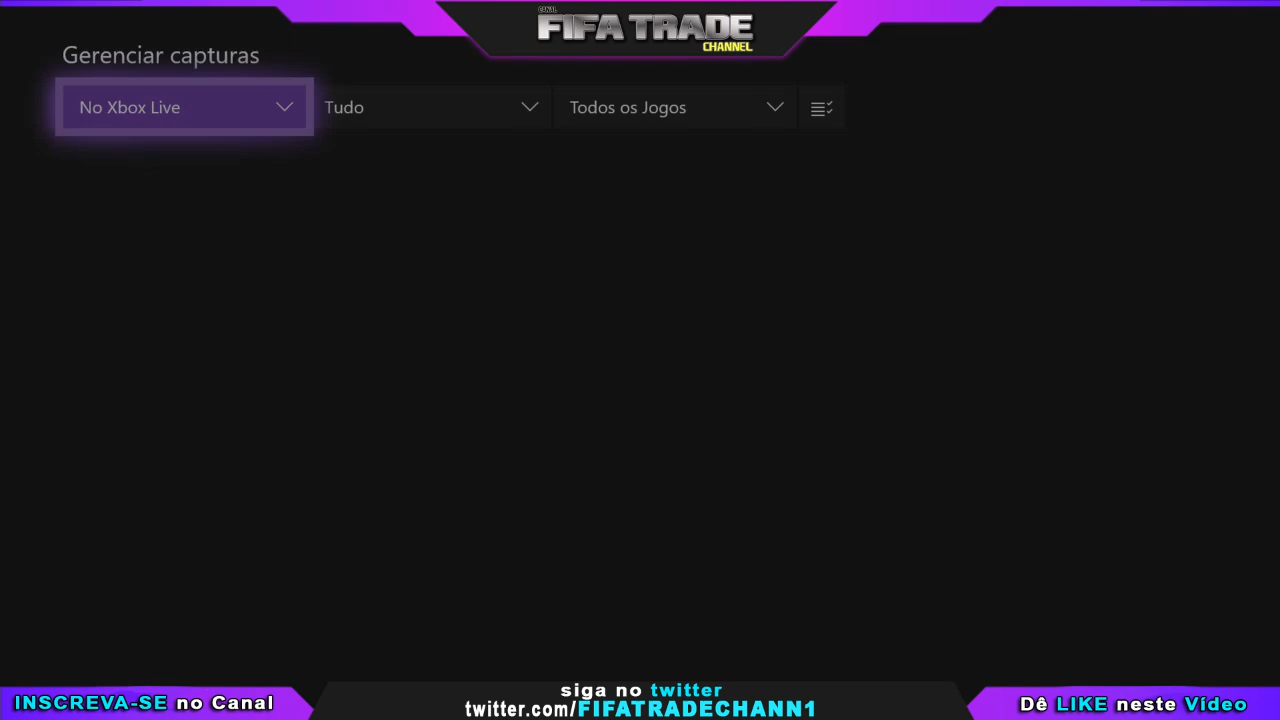 CANAL
FIFA TRADE
CHANNEL
Gerenciar capturas
No Xbox Live
Tudo
Todos os Jogos
INSCREVA-SE no Canal
siga no twitter
twitter.com/FIFATRADECHANN1
Dê LIKE neste Vídeo